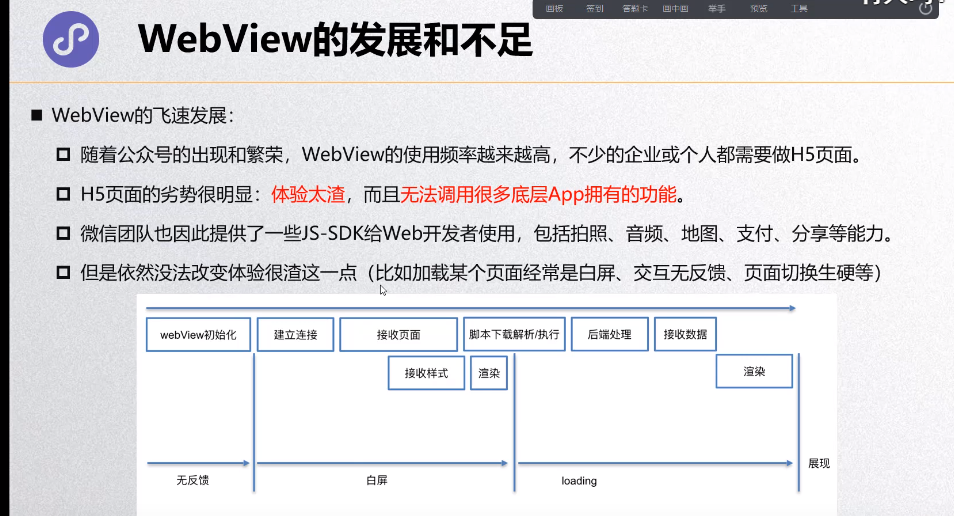 画板 签到 答题卡 画中画 举手 预览 工具
WebView的发展和不足
WebView的飞速发展：
随着公众号的出现和繁荣，WebView的使用频率越来越高，不少的企业或个人都需要做H5页面。
H5页面的劣势很明显：体验太渣，而且无法调用很多底层App拥有的功能。
微信团队也因此提供了一些JS-SDK给Web开发者使用，包括拍照、音频、地图、支付、分享等能力。
但是依然没法改变体验很渣这一点（比如加载某个页面经常是白屏、交互无反馈、页面切换生硬等）
webView初始化 建立连接 接收页面 脚本下载解析/执行 后端处理 接收数据
接收样式 渲染 渲染
展现
无反馈 白屏 loading